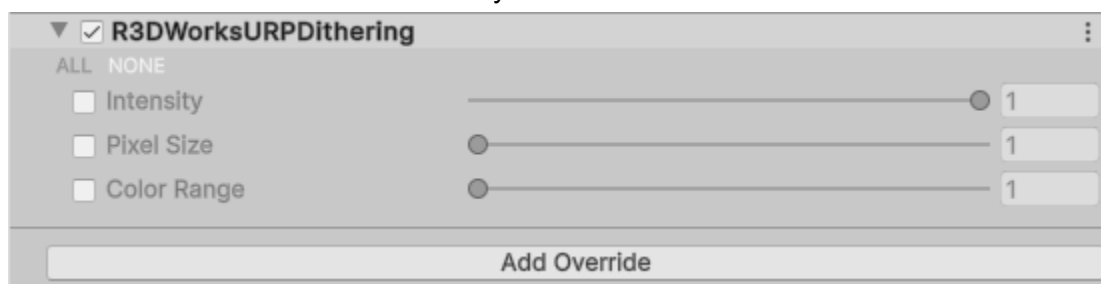 R3DWorksURPDithering
ALL NONE
Intensity 1
Pixel Size 1
Color Range 1
Add Override